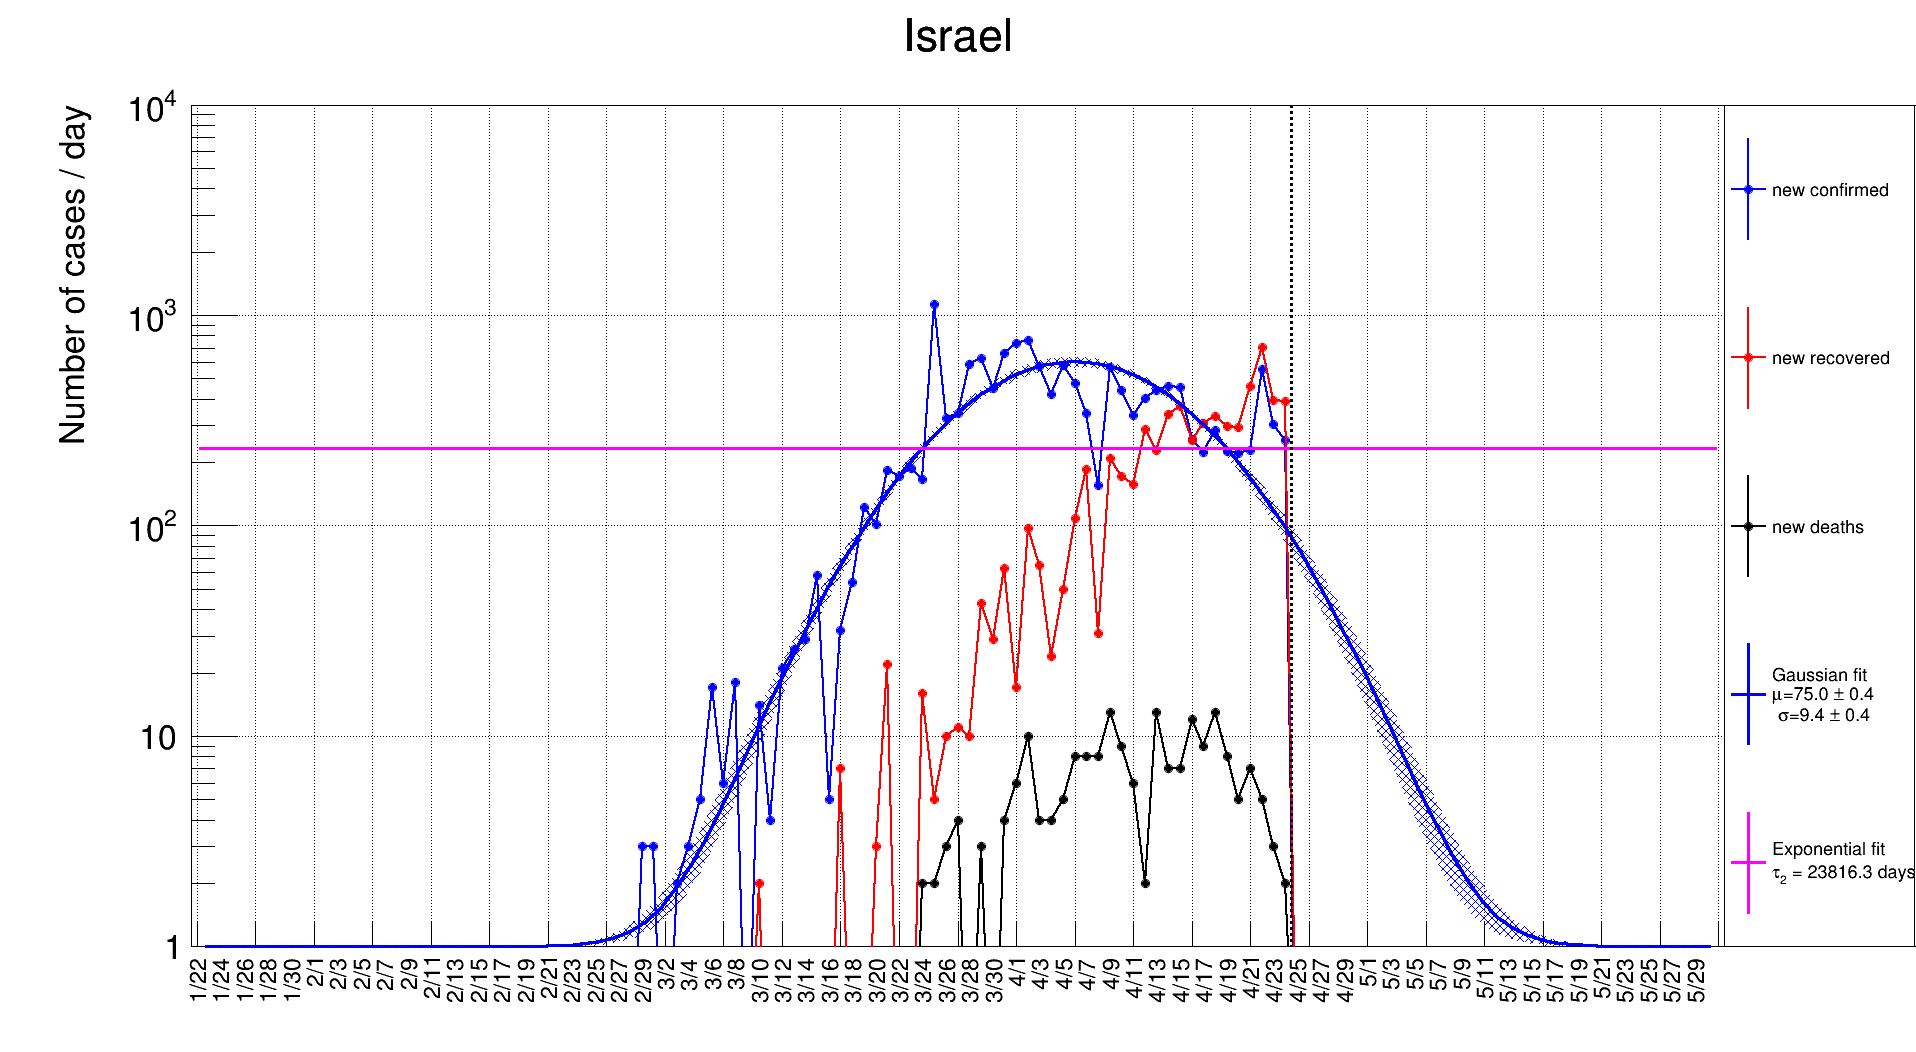 Israel
Number of cases / day
10⁴
10³
10²
10
1
1/22 1/24 1/26 1/28 1/30 2/1 2/3 2/5 2/7 2/9 2/11 2/13 2/15 2/17 2/19 2/21 2/23 2/25 2/27 2/29 3/2 3/4 3/6 3/8 3/10 3/12 3/14 3/16 3/18 3/20 3/22 3/24 3/26 3/28 3/30 4/1 4/3 4/5 4/7 4/9 4/11 4/13 4/15 4/17 4/19 4/21 4/23 4/25 4/27 4/29 5/1 5/3 5/5 5/7 5/9 5/11 5/13 5/15 5/17 5/19 5/21 5/23 5/25 5/27 5/29
new confirmed
new recovered
new deaths
Gaussian fit
μ=75.0 ± 0.4
σ=9.4 ± 0.4
Exponential fit
τ₂ = 23816.3 days